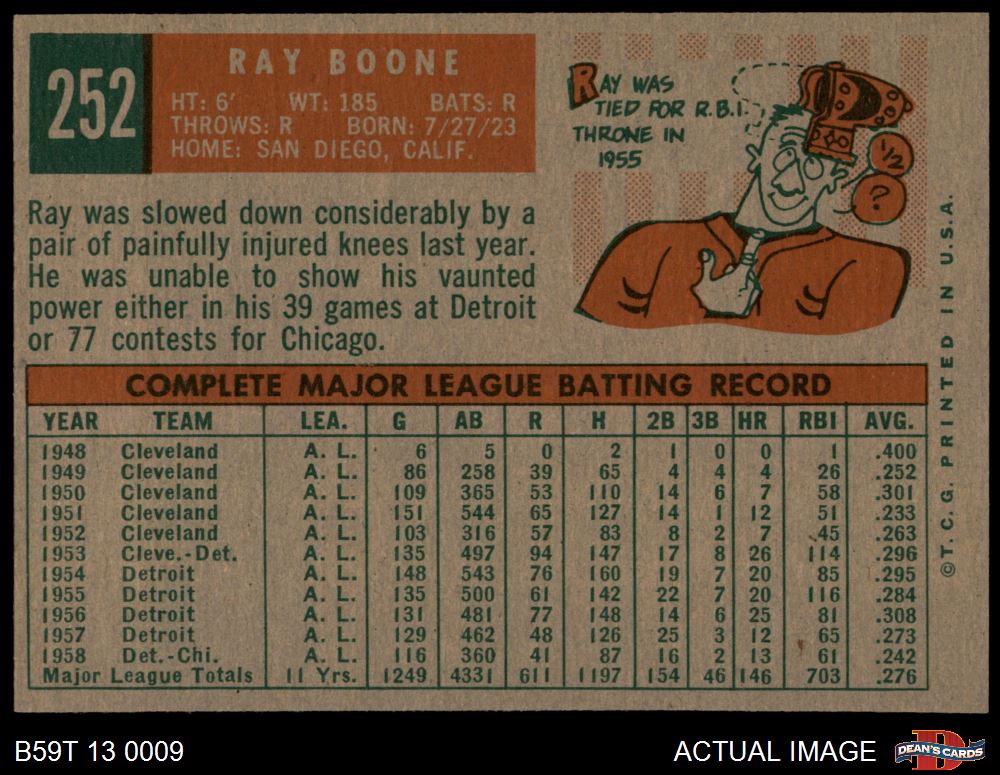 252
RAY BOONE
HT: 6' WT: 185 BATS: R
THROWS: R BORN: 7/27/23
HOME: SAN DIEGO, CALIF.
RAY WAS
TIED FOR R.B.I.
THRONE IN
1955
1/2
?
Ray was slowed down considerably by a
pair of painfully injured knees last year.
He was unable to show his vaunted
power either in his 39 games at Detroit
or 77 contests for Chicago.
COMPLETE MAJOR LEAGUE BATTING RECORD
YEAR TEAM LEA. G AB R H 2B 3B HR RBI AVG.
1948 Cleveland A. L. 6 5 0 2 1 0 0 1 .400
1949 Cleveland A. L. 86 258 39 65 4 4 4 26 .252
1950 Cleveland A. L. 109 365 53 110 14 6 7 58 .301
1951 Cleveland A. L. 151 544 65 127 14 1 12 51 .233
1952 Cleveland A. L. 103 316 57 83 8 2 7 45 .263
1953 Cleve.-Det. A. L. 135 497 94 147 17 8 26 114 .296
1954 Detroit A. L. 148 543 76 160 19 7 20 85 .295
1955 Detroit A. L. 135 500 61 142 22 7 20 116 .284
1956 Detroit A. L. 131 481 77 148 14 6 25 81 .308
1957 Detroit A. L. 129 462 48 126 25 3 12 65 .273
1958 Det.-Chi. A. L. 116 360 41 87 16 2 13 61 .242
Major League Totals 11 Yrs. 1249 4331 611 1197 154 46 146 703 .276
©T. C. G. PRINTED IN U.S.A.
B59T 13 0009
ACTUAL IMAGE
D
DEAN'S CARDS